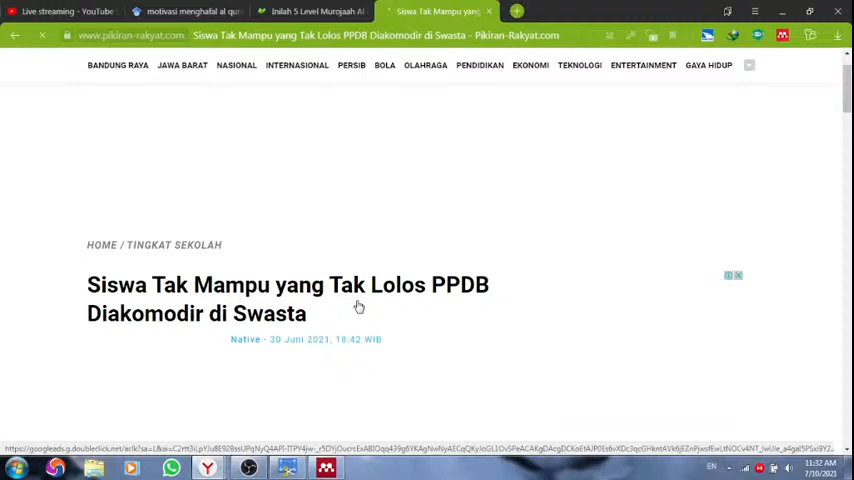 Live streaming - YouTube
motivasi menghafal al qur
Inilah 5 Level Murojaah Al
Siswa Tak Mampu yang
www.pikiran-rakyat.com Siswa Tak Mampu yang Tak Lolos PPDB Diakomodir di Swasta - Pikiran-Rakyat.com
BANDUNG RAYA JAWA BARAT NASIONAL INTERNASIONAL PERSIB BOLA OLAHRAGA PENDIDIKAN EKONOMI TEKNOLOGI ENTERTAINMENT GAYA HIDUP
HOME / TINGKAT SEKOLAH
Siswa Tak Mampu yang Tak Lolos PPDB
Diakomodir di Swasta
Native - 30 Juni 2021, 18:42 WIB
EN
11:32 AM
7/10/2021